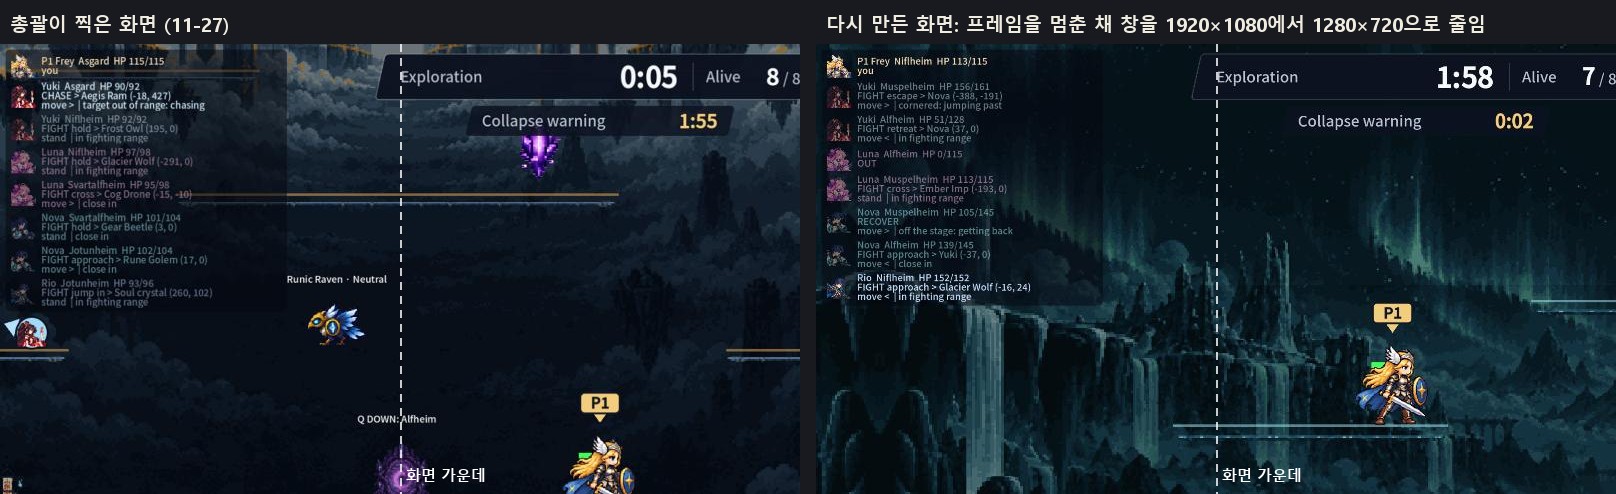 총괄이 찍은 화면 (11-27)
P1 Frey Asgard HP 115/115
you
Yuki Asgard HP 90/92
CHASE > Aegis Ram (-18, 427)
move > | target out of range: chasing
Yuki Niflheim HP 92/92
FIGHT hold > Frost Owl (195, 0)
stand | in fighting range
Luna Niflheim HP 97/98
FIGHT hold > Glacier Wolf (-291, 0)
stand | in fighting range
Luna Svartalfheim HP 95/98
FIGHT cross > Cog Drone (-15, -10)
move > | close in
Nova Svartalfheim HP 101/104
FIGHT hold > Gear Beetle (3, 0)
stand | close in
Nova Jotunheim HP 102/104
FIGHT approach > Rune Golem (17, 0)
move > | close in
Rio Jotunheim HP 93/96
FIGHT jump in > Soul crystal (260, 102)
stand | in fighting range
Exploration 0:05 Alive 8 / 8
Collapse warning 1:55
Runic Raven · Neutral
P1
Q DOWN: Alfheim
화면 가운데
다시 만든 화면: 프레임을 멈춘 채 창을 1920×1080에서 1280×720으로 줄임
P1 Frey Niflheim HP 113/115
you
Yuki Muspelheim HP 156/161
FIGHT escape > Nova (-388, -191)
move > | cornered: jumping past
Yuki Alfheim HP 51/128
FIGHT retreat > Nova (37, 0)
move > | in fighting range
Luna Alfheim HP 0/115
OUT
Luna Muspelheim HP 113/115
FIGHT cross > Ember Imp (-193, 0)
stand | in fighting range
Nova Muspelheim HP 105/145
RECOVER
move > | off the stage: getting back
Nova Alfheim HP 139/145
FIGHT approach > Yuki (-37, 0)
move < | close in
Rio Niflheim HP 152/152
FIGHT approach > Glacier Wolf (-16, 24)
move < | in fighting range
Exploration 1:58 Alive 7 / 8
Collapse warning 0:02
P1
화면 가운데